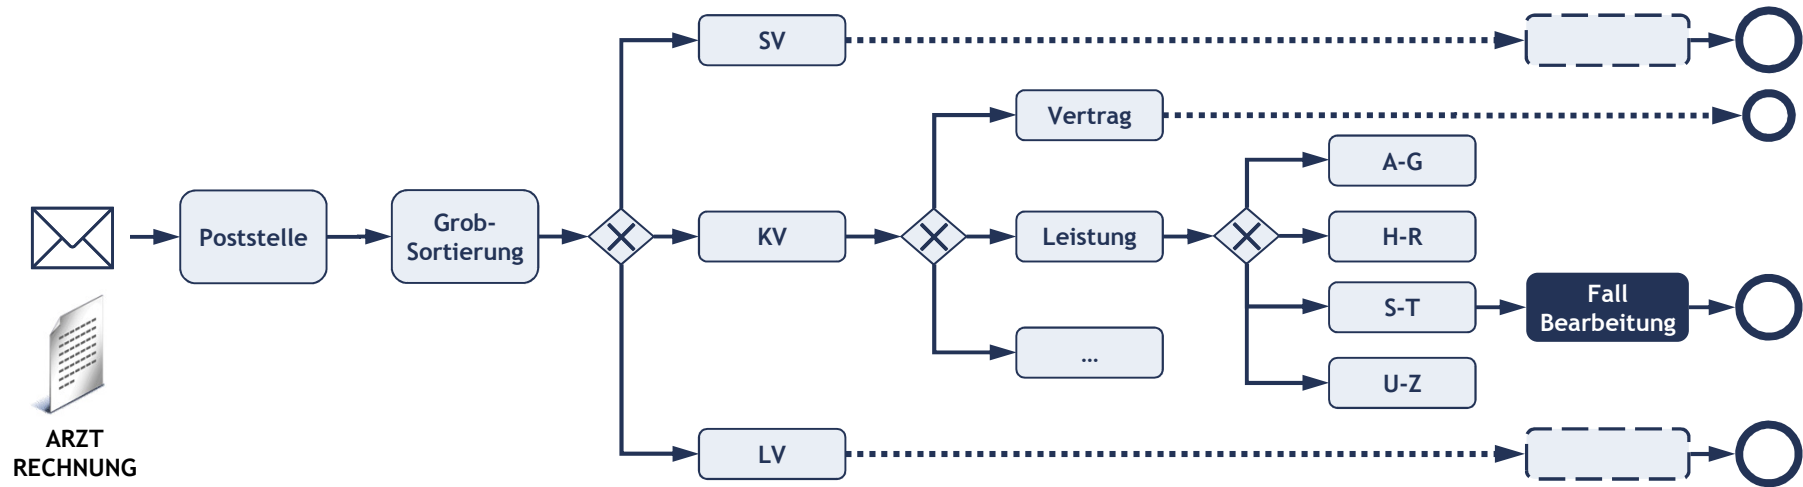 SV
Vertrag
A-G
Poststelle
Grob-
Sortierung
KV
Leistung
H-R
S-T
Fall
Bearbeitung
...
U-Z
ARZT
RECHNUNG
LV